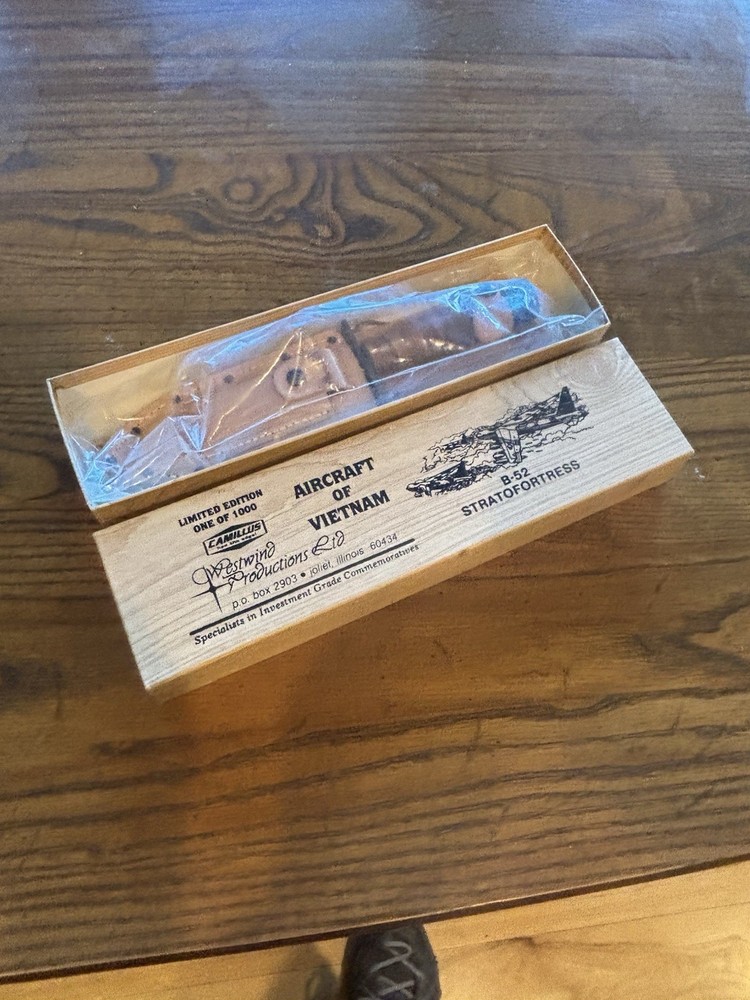 LIMITED EDITION
ONE OF 1000
CAMILLUS
AIRCRAFT
OF
VIETNAM
B-52
STRATOFORTRESS
Westwind
Productions Ltd
p.o. box 2903 • joliet, illinois 60434
Specialists in Investment Grade Commemoratives